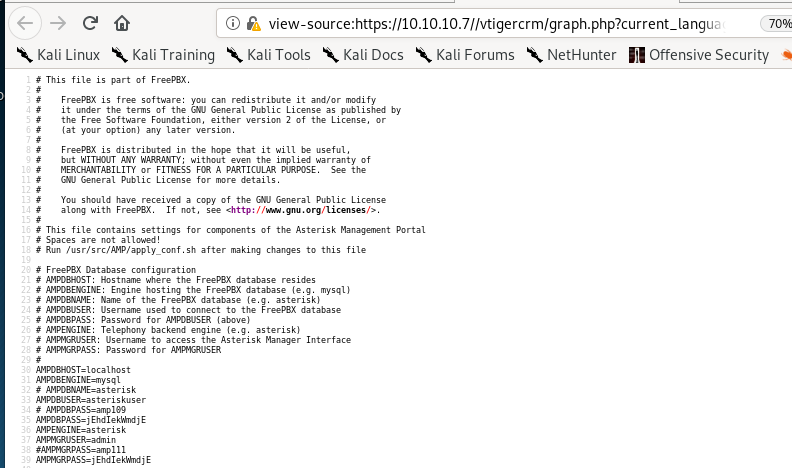 view-source:https://10.10.10.7//vtigercrm/graph.php?current_langua
70%
Kali Linux Kali Training Kali Tools Kali Docs Kali Forums NetHunter Offensive Security
1 # This file is part of FreePBX.
2 #
3 #    FreePBX is free software: you can redistribute it and/or modify
4 #    it under the terms of the GNU General Public License as published by
5 #    the Free Software Foundation, either version 2 of the License, or
6 #    (at your option) any later version.
7 #
8 #    FreePBX is distributed in the hope that it will be useful,
9 #    but WITHOUT ANY WARRANTY; without even the implied warranty of
10 #    MERCHANTABILITY or FITNESS FOR A PARTICULAR PURPOSE.  See the
11 #    GNU General Public License for more details.
12 #
13 #    You should have received a copy of the GNU General Public License
14 #    along with FreePBX.  If not, see <http://www.gnu.org/licenses/>.
15 #
16 # This file contains settings for components of the Asterisk Management Portal
17 # Spaces are not allowed!
18 # Run /usr/src/AMP/apply_conf.sh after making changes to this file
19
20 # FreePBX Database configuration
21 # AMPDBHOST: Hostname where the FreePBX database resides
22 # AMPDBENGINE: Engine hosting the FreePBX database (e.g. mysql)
23 # AMPDBNAME: Name of the FreePBX database (e.g. asterisk)
24 # AMPDBUSER: Username used to connect to the FreePBX database
25 # AMPDBPASS: Password for AMPDBUSER (above)
26 # AMPENGINE: Telephony backend engine (e.g. asterisk)
27 # AMPMGRUSER: Username to access the Asterisk Manager Interface
28 # AMPMGRPASS: Password for AMPMGRUSER
29 #
30 AMPDBHOST=localhost
31 AMPDBENGINE=mysql
32 # AMPDBNAME=asterisk
33 AMPDBUSER=asteriskuser
34 # AMPDBPASS=amp109
35 AMPDBPASS=jEhdIekWmdjE
36 AMPENGINE=asterisk
37 AMPMGRUSER=admin
38 #AMPMGRPASS=amp111
39 AMPMGRPASS=jEhdIekWmdjE